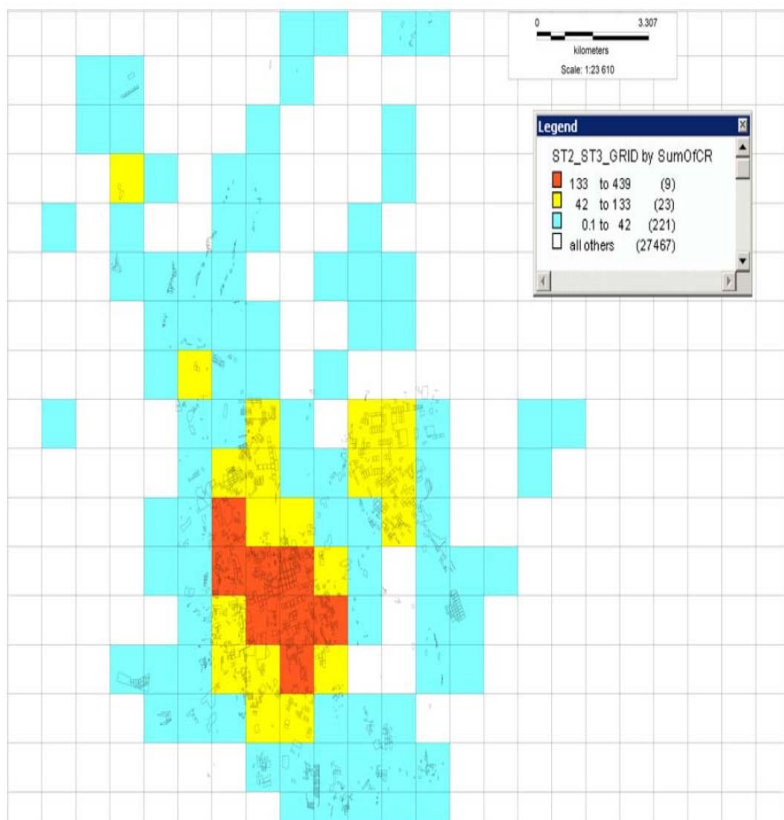 0 3.307
kilometers
Scale: 1:23 610
Legend
ST2_ST3_GRID by SumOfCR
133 to 439 (9)
42 to 133 (23)
0.1 to 42 (221)
all others (27467)